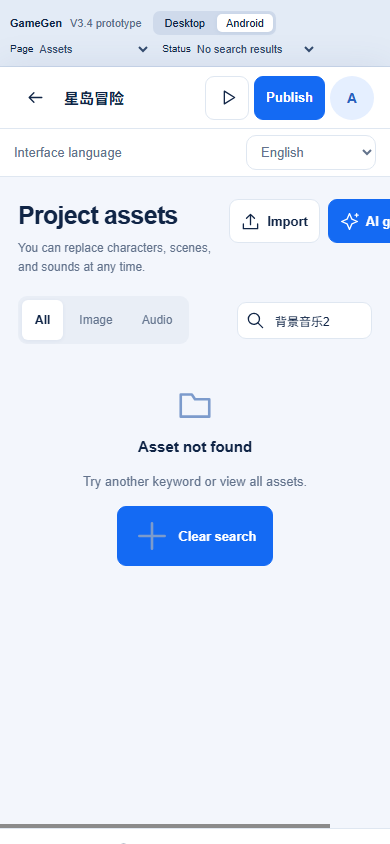 GameGen V3.4 prototype Desktop Android
Page Assets Status No search results
星岛冒险 Publish A
Interface language English
Project assets
You can replace characters, scenes,
and sounds at any time.
Import AI g
All Image Audio 背景音乐2
Asset not found
Try another keyword or view all assets.
Clear search